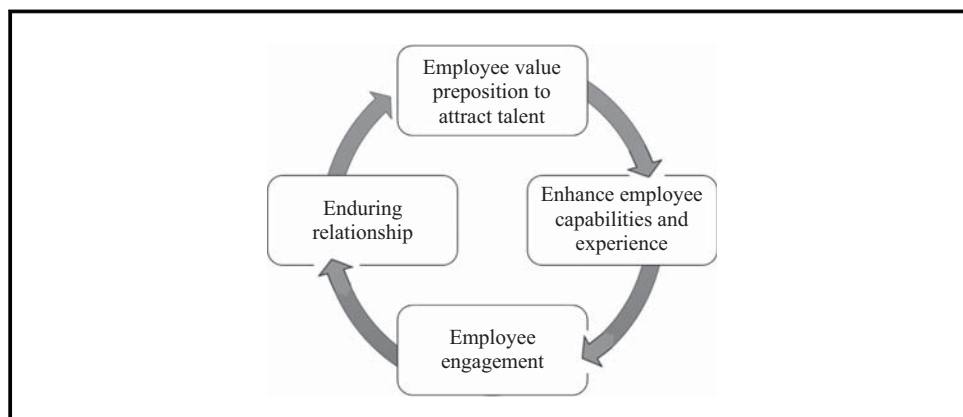 Employee value
preposition to
attract talent
Enhance employee
capabilities and
experience
Employee
engagement
Enduring
relationship